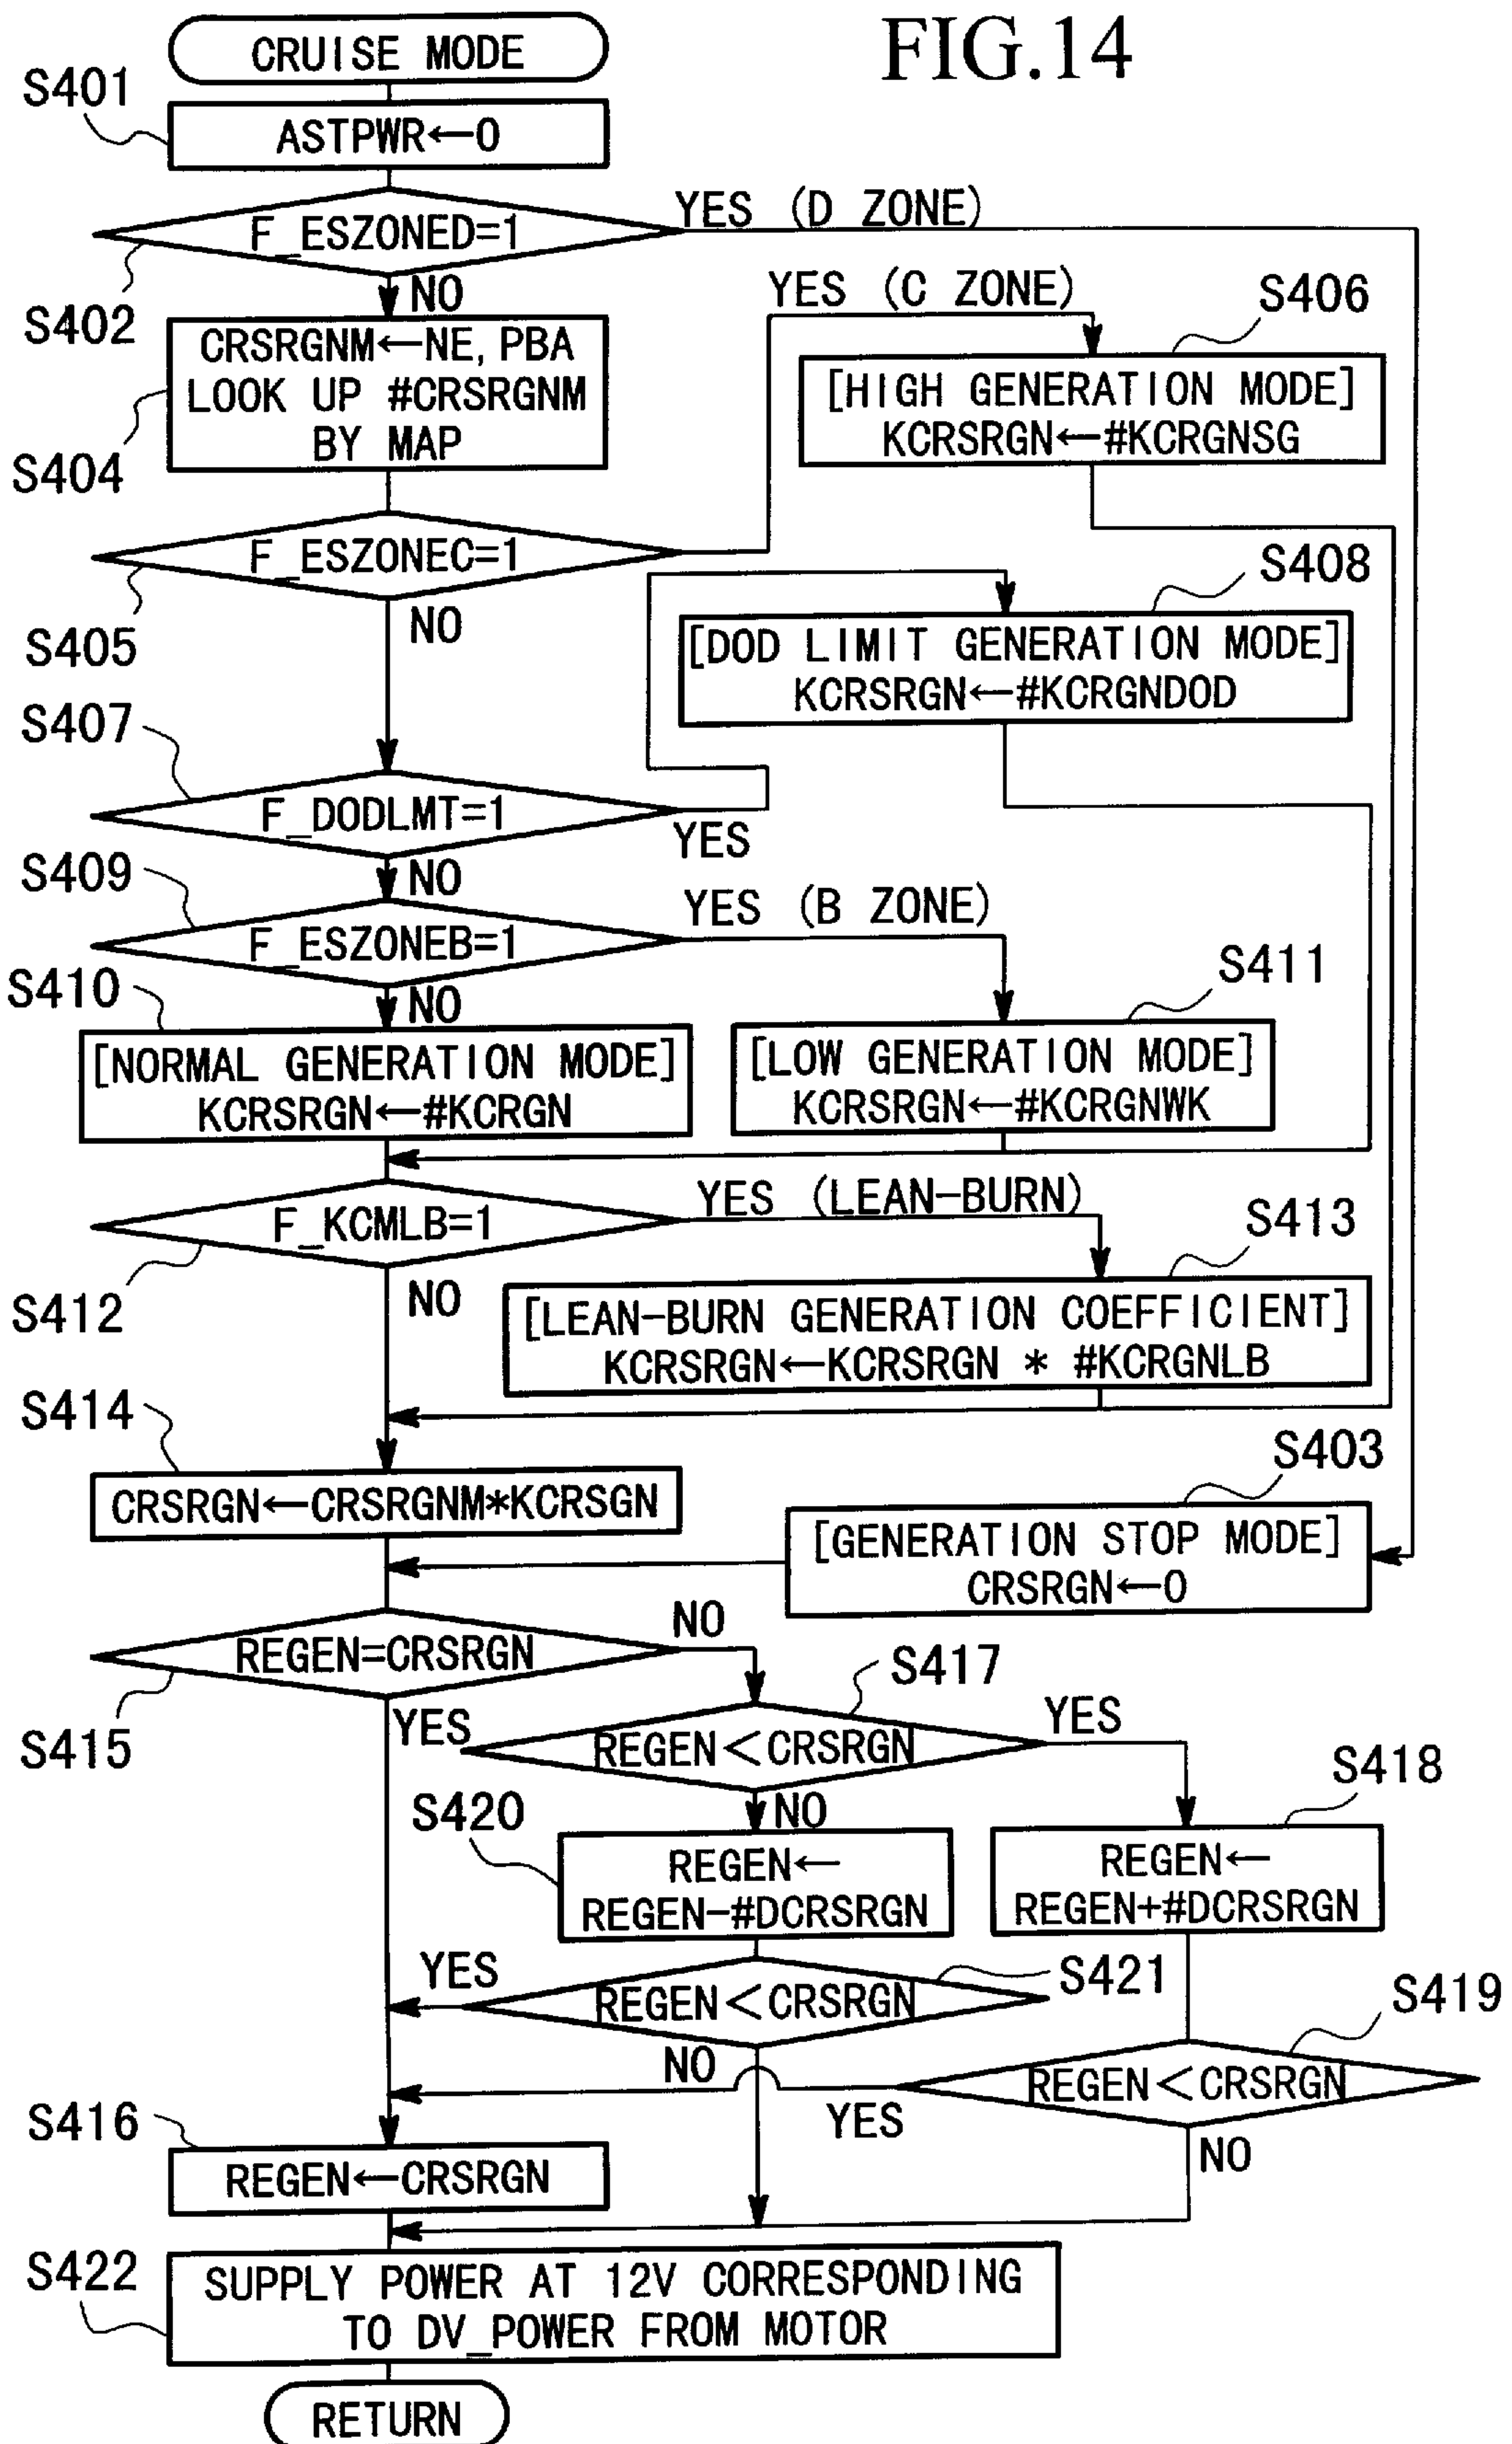 FIG.14
CRUISE MODE
S401
ASTPWR←0
F_ESZONED=1
YES (D ZONE)
S402
NO
CRSRGNM←NE, PBA
LOOK UP #CRSRGNM
BY MAP
S404
YES (C ZONE)
S406
[HIGH GENERATION MODE]
KCRSRGN←#KCRGNSG
F_ESZONEC=1
S405
NO
S408
[DOD LIMIT GENERATION MODE]
KCRSRGN←#KCRGNDOD
S407
F_DODLMT=1
YES
NO
S409
F_ESZONEB=1
YES (B ZONE)
NO
S410
[NORMAL GENERATION MODE]
KCRSRGN←#KCRGN
S411
[LOW GENERATION MODE]
KCRSRGN←#KCRGNWK
F_KCMLB=1
YES (LEAN-BURN)
S412
NO
S413
[LEAN-BURN GENERATION COEFFICIENT]
KCRSRGN←KCRSRGN * #KCRGNLB
S414
CRSRGN←CRSRGNM*KCRSGN
S403
[GENERATION STOP MODE]
CRSRGN←0
REGEN=CRSRGN
NO
S415
YES
S417
REGEN<CRSRGN
YES
NO
S418
REGEN←
REGEN+#DCRSRGN
S420
REGEN←
REGEN-#DCRSRGN
YES
REGEN<CRSRGN
S421
NO
S419
REGEN<CRSRGN
YES
NO
S416
REGEN←CRSRGN
S422
SUPPLY POWER AT 12V CORRESPONDING
TO DV_POWER FROM MOTOR
RETURN